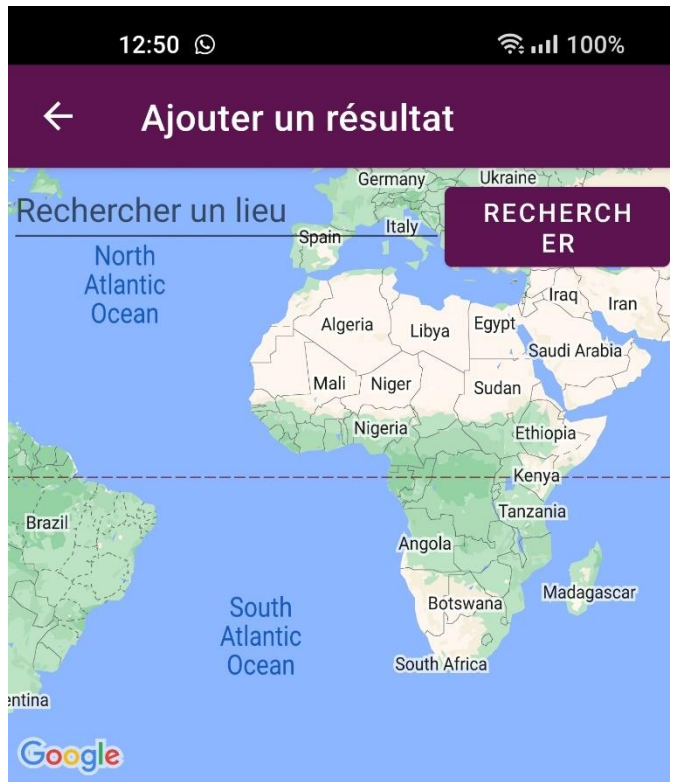 12:50 100%
Ajouter un résultat
Germany Ukraine
Rechercher un lieu
RECHERCH
ER
Spain Italy
North
Atlantic
Ocean
Iraq Iran
Algeria Libya Egypt
Saudi Arabia
Mali Niger Sudan
Nigeria Ethiopia
Kenya
Brazil Tanzania
Angola
Botswana Madagascar
South
Atlantic
Ocean
South Africa
entina
Google